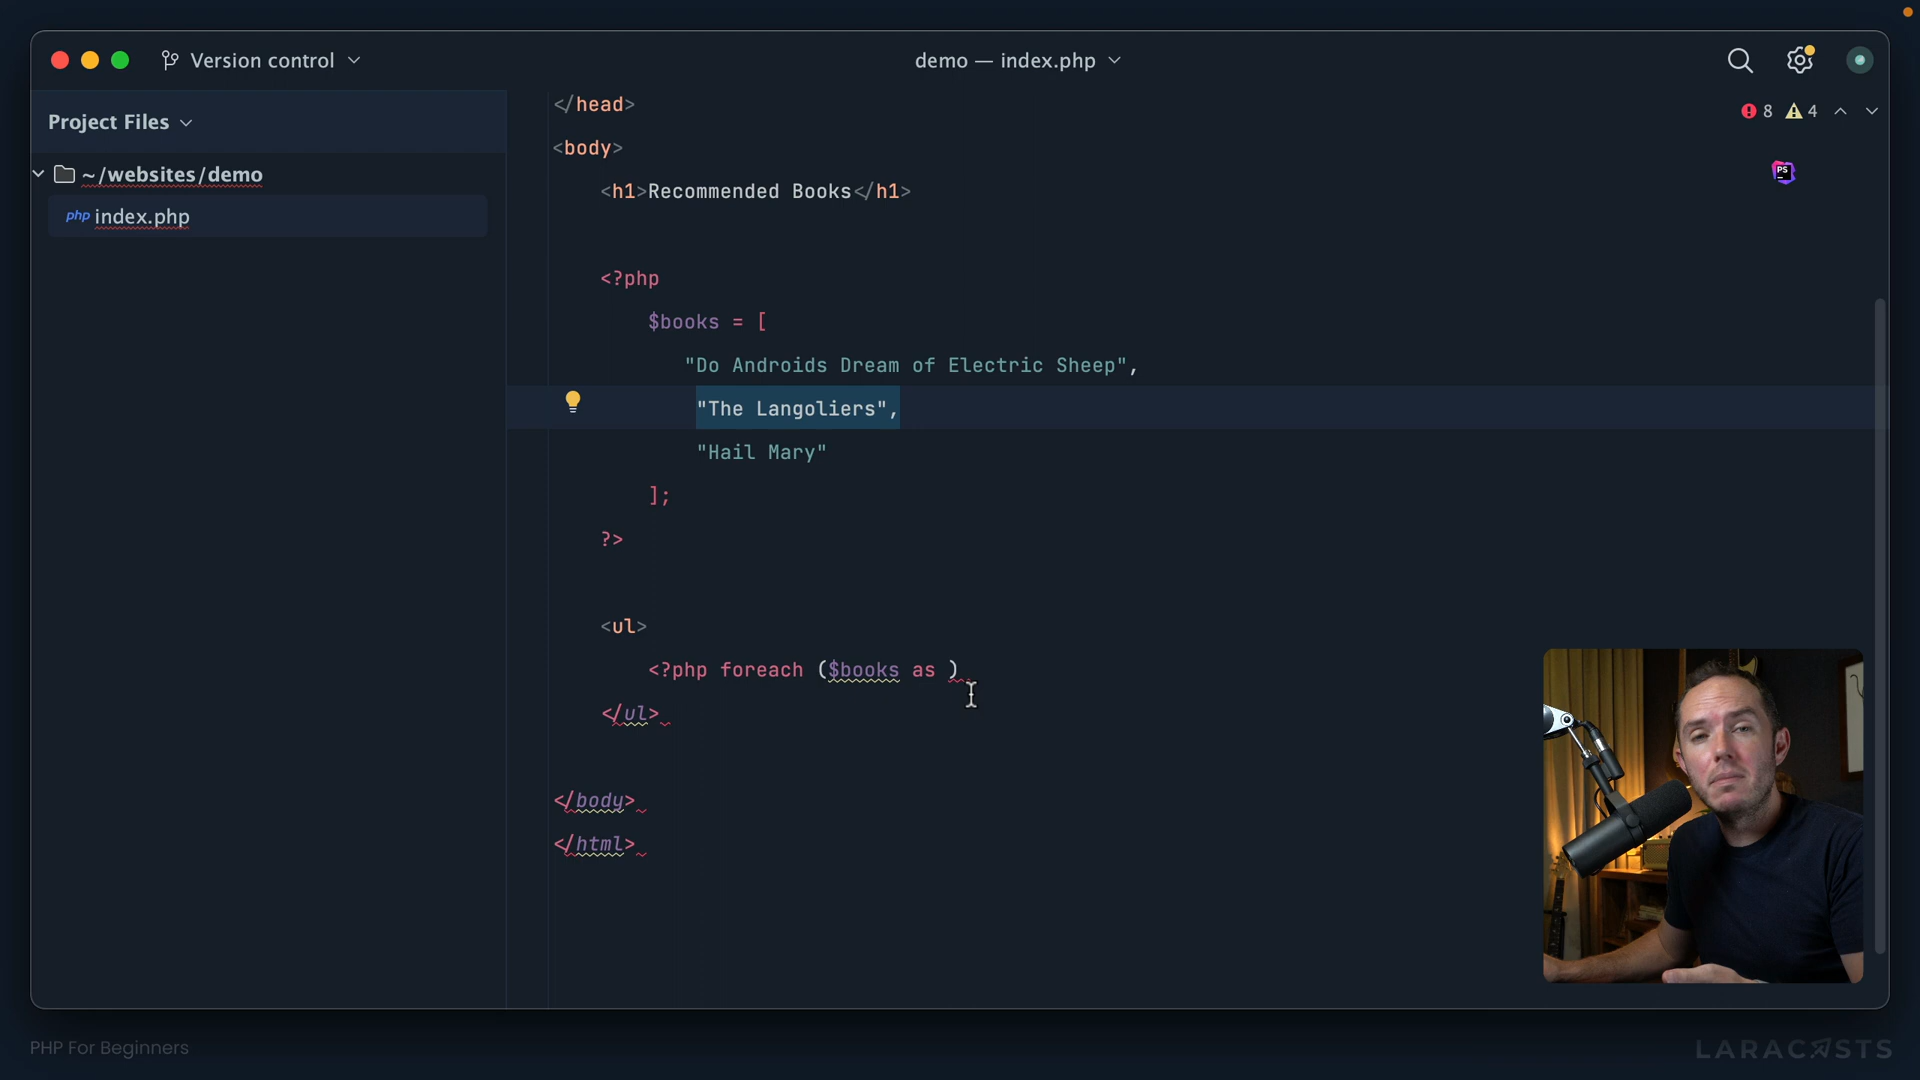 Version control
demo — index.php
Project Files
~/websites/demo
php index.php
8 4
</head>
<body>
<h1>Recommended Books</h1>
<?php
$books = [
"Do Androids Dream of Electric Sheep",
"The Langoliers",
"Hail Mary"
];
?>
<ul>
<?php foreach ($books as )
</ul>
</body>
</html>
PS
PHP For Beginners
LARACASTS